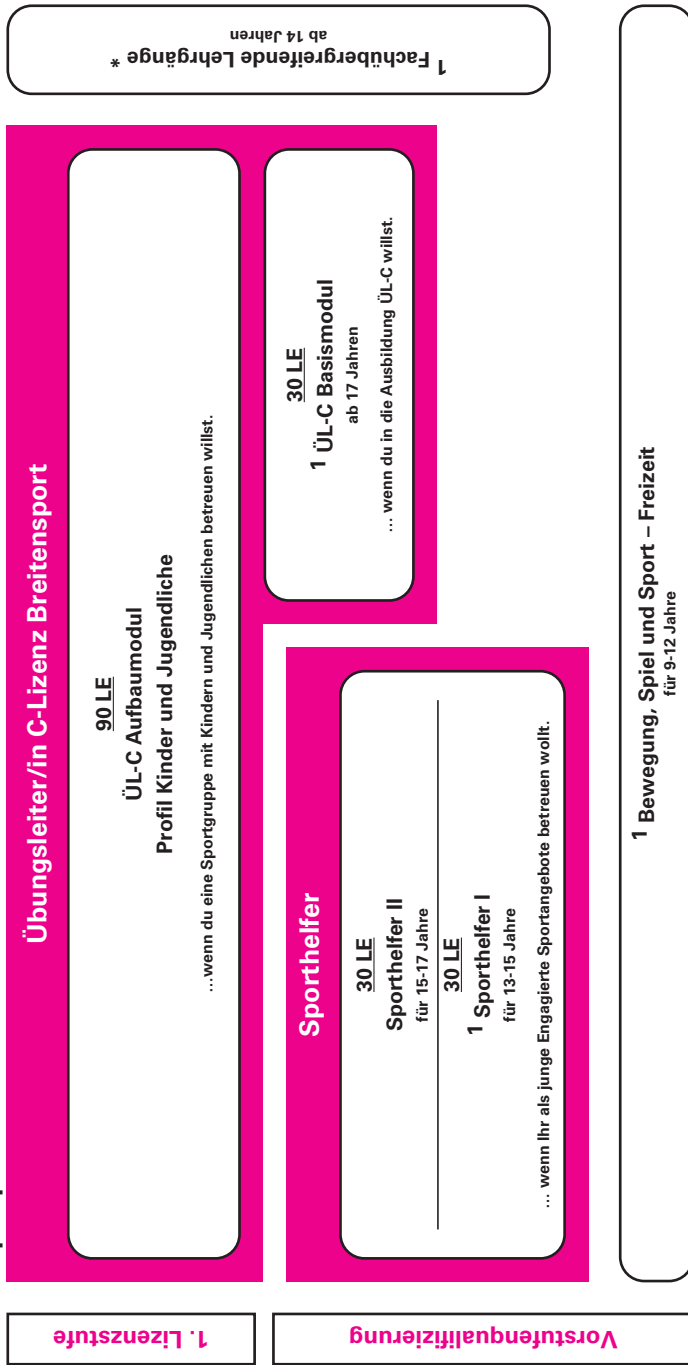 1. Lizenzstufe
Übungsleiter/in C-Lizenz Breitensport
90 LE
ÜL-C Aufbaumodul
Profil Kinder und Jugendliche
...wenn du eine Sportgruppe mit Kindern und Jugendlichen betreuen willst.
30 LE
1 ÜL-C Basismodul
ab 17 Jahren
... wenn du in die Ausbildung ÜL-C willst.
1 Fachübergreifende Lehrgänge *
ab 14 Jahren
Vorstufenqualifizierung
Sporthelfer
30 LE
Sporthelfer II
für 15-17 Jahre
30 LE
1 Sporthelfer I
für 13-15 Jahre
... wenn Ihr als junge Engagierte Sportangebote betreuen wollt.
1 Bewegung, Spiel und Sport – Freizeit
für 9-12 Jahre